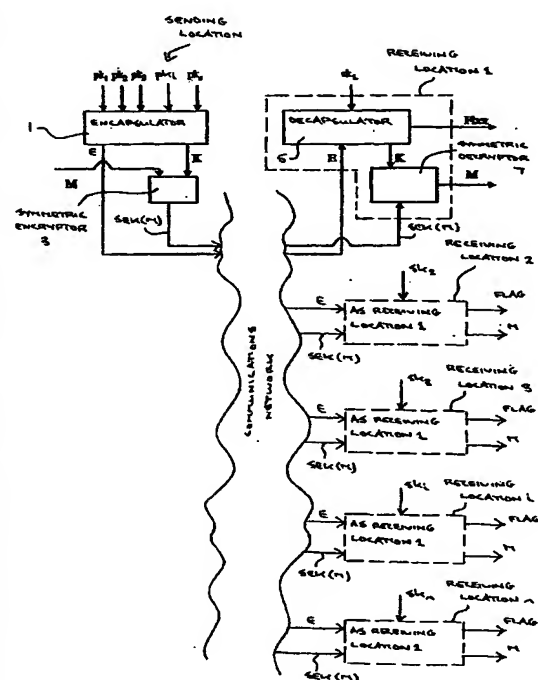 SENDING
LOCATION
pk₁ pk₂ pk₃ pki pkₙ
ENCAPSULATOR
1
E
K
M
SYMMETRIC
ENCRYPTOR
3
SEK(M)
COMMUNICATIONS
NETWORK
RECEIVING
LOCATION 1
sk₁
DECAPSULATOR
5
E
K
SYMMETRIC
DECRYPTOR
7
M
SEK(M)
RECEIVING
LOCATION 2
sk₂
E
AS RECEIVING
LOCATION 1
FLAG
M
SEK(M)
RECEIVING
LOCATION 3
sk₃
E
AS RECEIVING
LOCATION 1
FLAG
M
SEK(M)
RECEIVING
LOCATION i
ski
E
AS RECEIVING
LOCATION 1
FLAG
M
SEK(M)
RECEIVING
LOCATION n
skₙ
E
AS RECEIVING
LOCATION 1
FLAG
M
SEK(M)